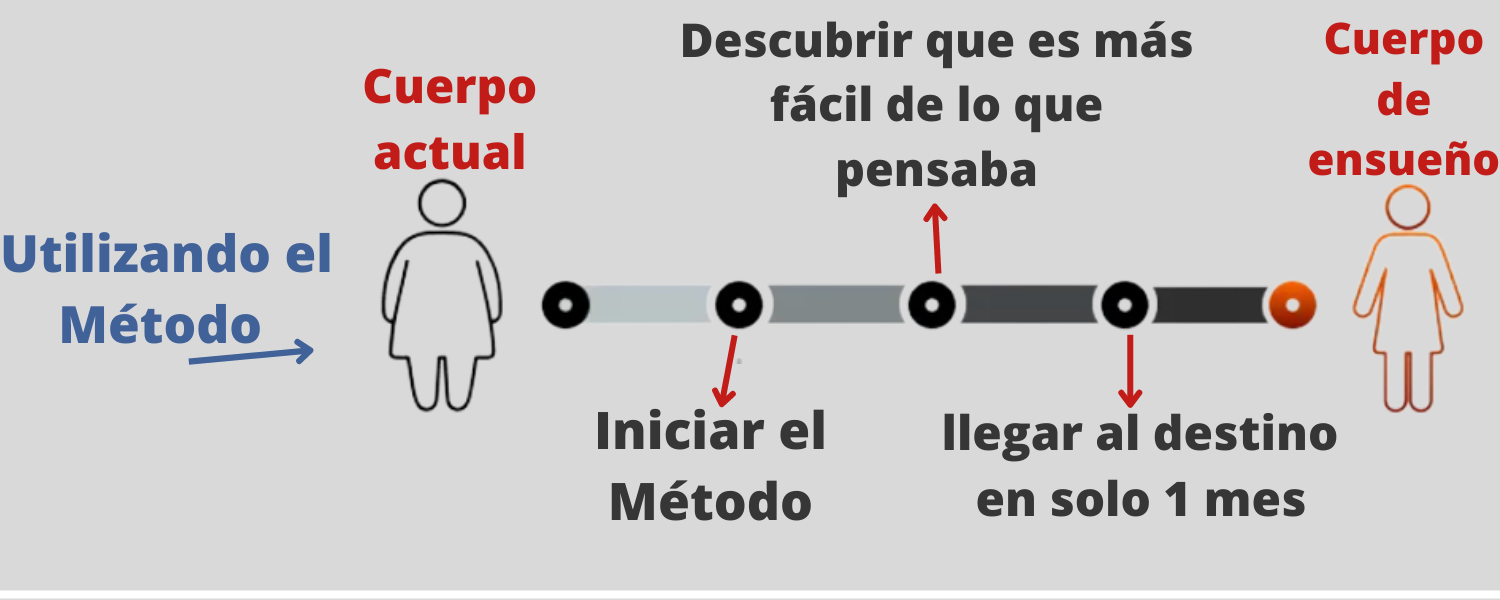 Utilizando el
Método
Cuerpo
actual
Iniciar el
Método
Descubrir que es más
fácil de lo que
pensaba
llegar al destino
en solo 1 mes
Cuerpo
de
ensueño